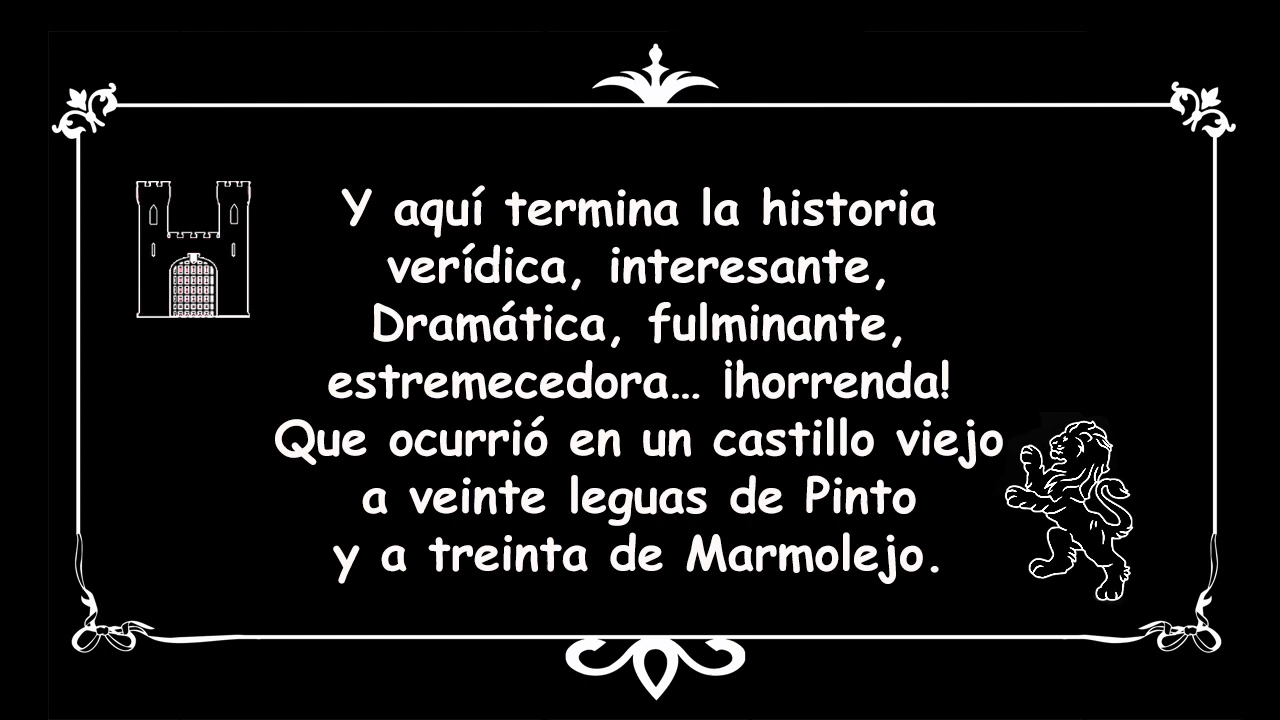 Y aquí termina la historia
verídica, interesante,
Dramática, fulminante,
estremecedora... ¡horrenda!
Que ocurrió en un castillo viejo
a veinte leguas de Pinto
y a treinta de Marmolejo.